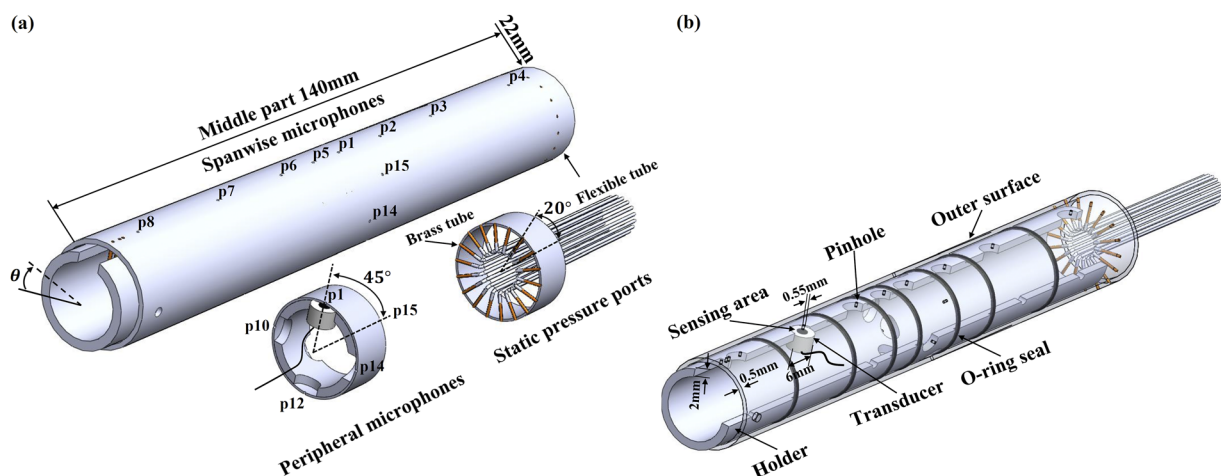 (a)
22mm
Middle part 140mm
Spanwise microphones
p4
p3
p2
p1
p5
p6
p7
p8
p15
p14
θ
Flexible tube
20°
Brass tube
Static pressure ports
45°
p1
p15
p10
p14
p12
Peripheral microphones
(b)
Outer surface
Pinhole
0.55mm
Sensing area
6mm
0.5mm
2mm
O-ring seal
Transducer
Holder